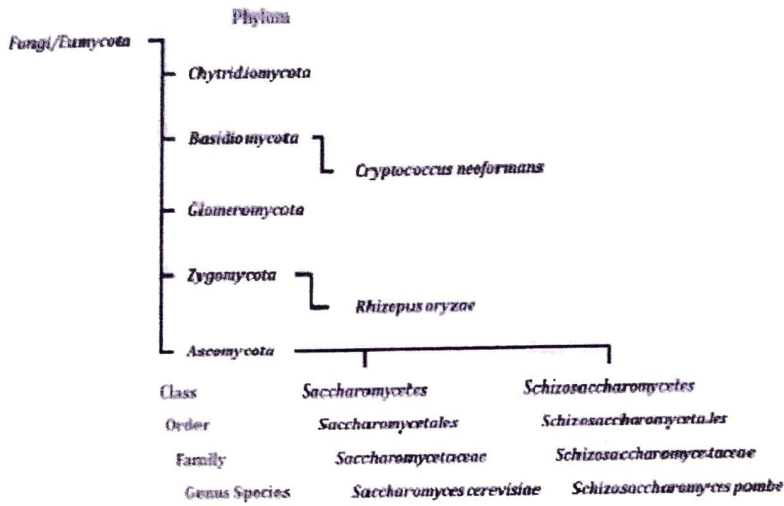 Phylum
Fungi/Eumycota
Chytridiomycota
Basidiomycota
Cryptococcus neoformans
Glomeromycota
Zygomycota
Rhizopus oryzae
Ascomycota
Class Saccharomycetes Schizosaccharomycetes
Order Saccharomycetales Schizosaccharomycetales
Family Saccharomycetaceae Schizosaccharomycetaceae
Genus Species Saccharomyces cerevisiae Schizosaccharomyces pombe